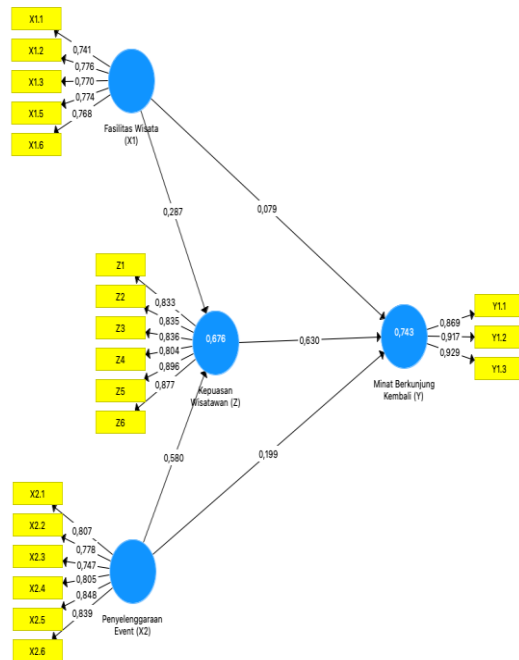 X1.1
X1.2
X1.3
X1.5
X1.6
0,741
0,776
0,770
0,774
0,768
Fasilitas Wisata
(X1)
0,287
0,079
Z1
Z2
Z3
Z4
Z5
Z6
0,833
0,835
0,836
0,804
0,896
0,877
0,676
Kepuasan
Wisatawan (Z)
0,630
0,743
Minat Berkunjung
Kembali (Y)
0,869
0,917
0,929
Y1.1
Y1.2
Y1.3
0,580
0,199
X2.1
X2.2
X2.3
X2.4
X2.5
X2.6
0,807
0,778
0,747
0,805
0,848
0,839
Penyelenggaraan
Event (X2)